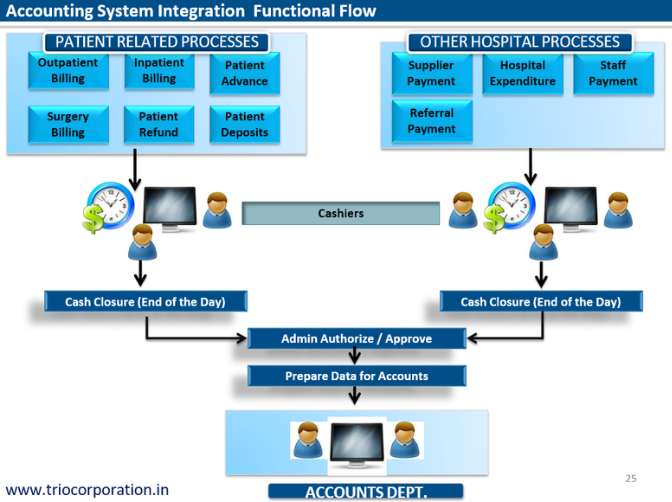 Accounting System Integration Functional Flow
PATIENT RELATED PROCESSES
Outpatient
Billing
Inpatient
Billing
Patient
Advance
Surgery
Billing
Patient
Refund
Patient
Deposits
OTHER HOSPITAL PROCESSES
Supplier
Payment
Hospital
Expenditure
Staff
Payment
Referral
Payment
$
Cashiers
$
Cash Closure (End of the Day)
Cash Closure (End of the Day)
Admin Authorize / Approve
Prepare Data for Accounts
ACCOUNTS DEPT.
www.triocorporation.in
25